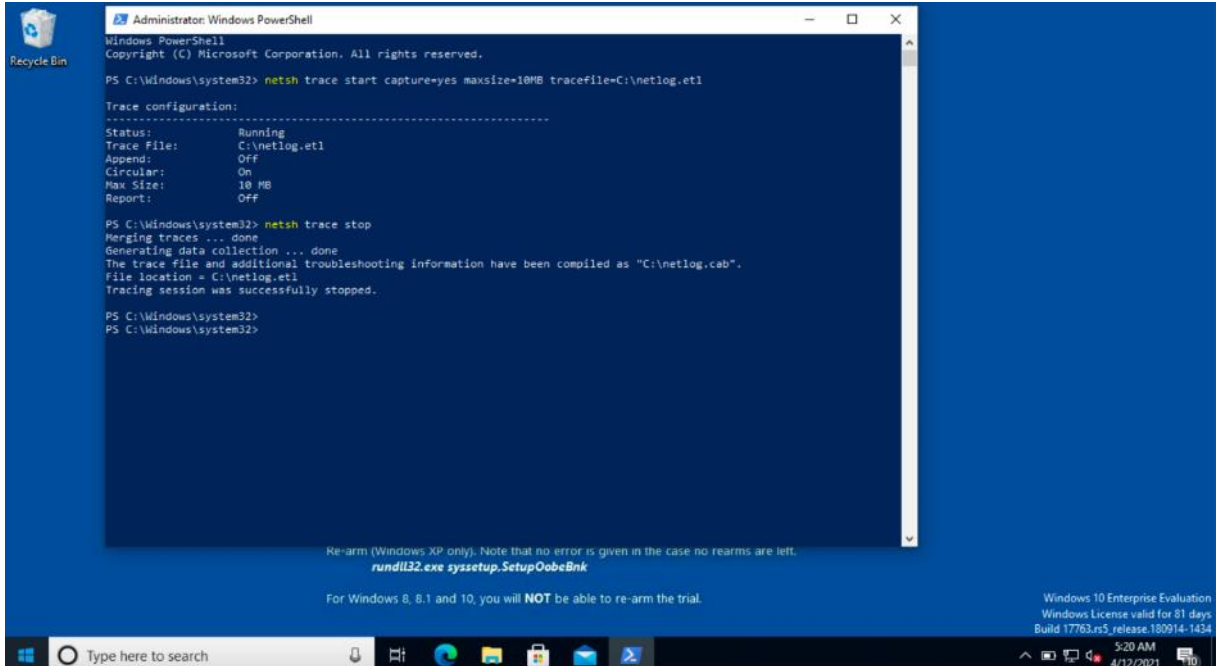 Recycle Bin
Administrator: Windows PowerShell
Windows PowerShell
Copyright (C) Microsoft Corporation. All rights reserved.
PS C:\Windows\system32> netsh trace start capture=yes maxsize=10MB tracefile=C:\netlog.etl
Trace configuration:
-------------------------------------------------------------------
Status: Running
Trace File: C:\netlog.etl
Append: Off
Circular: On
Max Size: 10 MB
Report: Off
PS C:\Windows\system32> netsh trace stop
Merging traces ... done
Generating data collection ... done
The trace file and additional troubleshooting information have been compiled as "C:\netlog.cab".
File location = C:\netlog.etl
Tracing session was successfully stopped.
PS C:\Windows\system32>
PS C:\Windows\system32>
Re-arm (Windows XP only). Note that no error is given in the case no rearms are left.
rundll32.exe syssetup,SetupOobeBnk
For Windows 8, 8.1 and 10, you will NOT be able to re-arm the trial.
Windows 10 Enterprise Evaluation
Windows License valid for 81 days
Build 17763.rs5_release.180914-1434
Type here to search
5:20 AM
4/12/2021
10